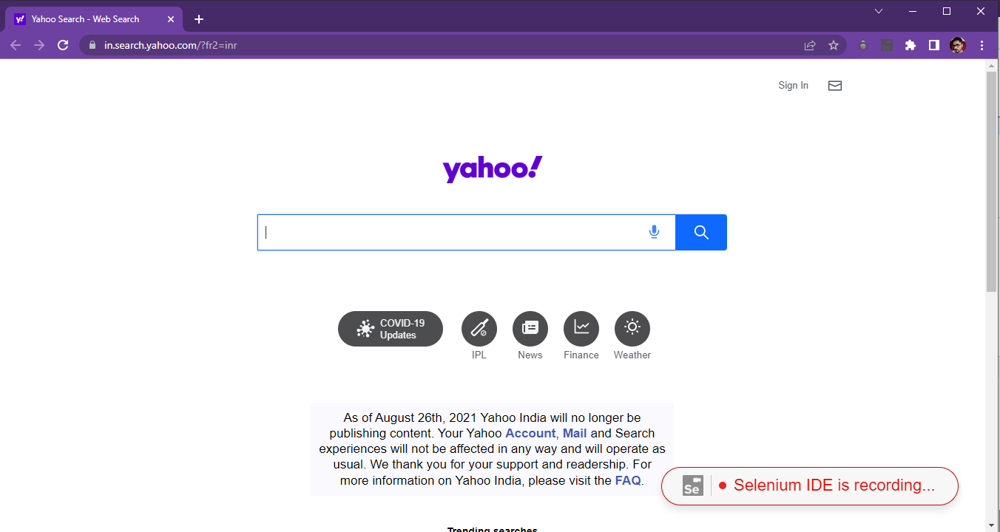 y! Yahoo Search - Web Search
in.search.yahoo.com/?fr2=inr
Sign In
yahoo!
COVID-19
Updates
IPL
News
Finance
Weather
As of August 26th, 2021 Yahoo India will no longer be
publishing content. Your Yahoo Account, Mail and Search
experiences will not be affected in any way and will operate as
usual. We thank you for your support and readership. For
more information on Yahoo India, please visit the FAQ.
Se Selenium IDE is recording...
Trending searches